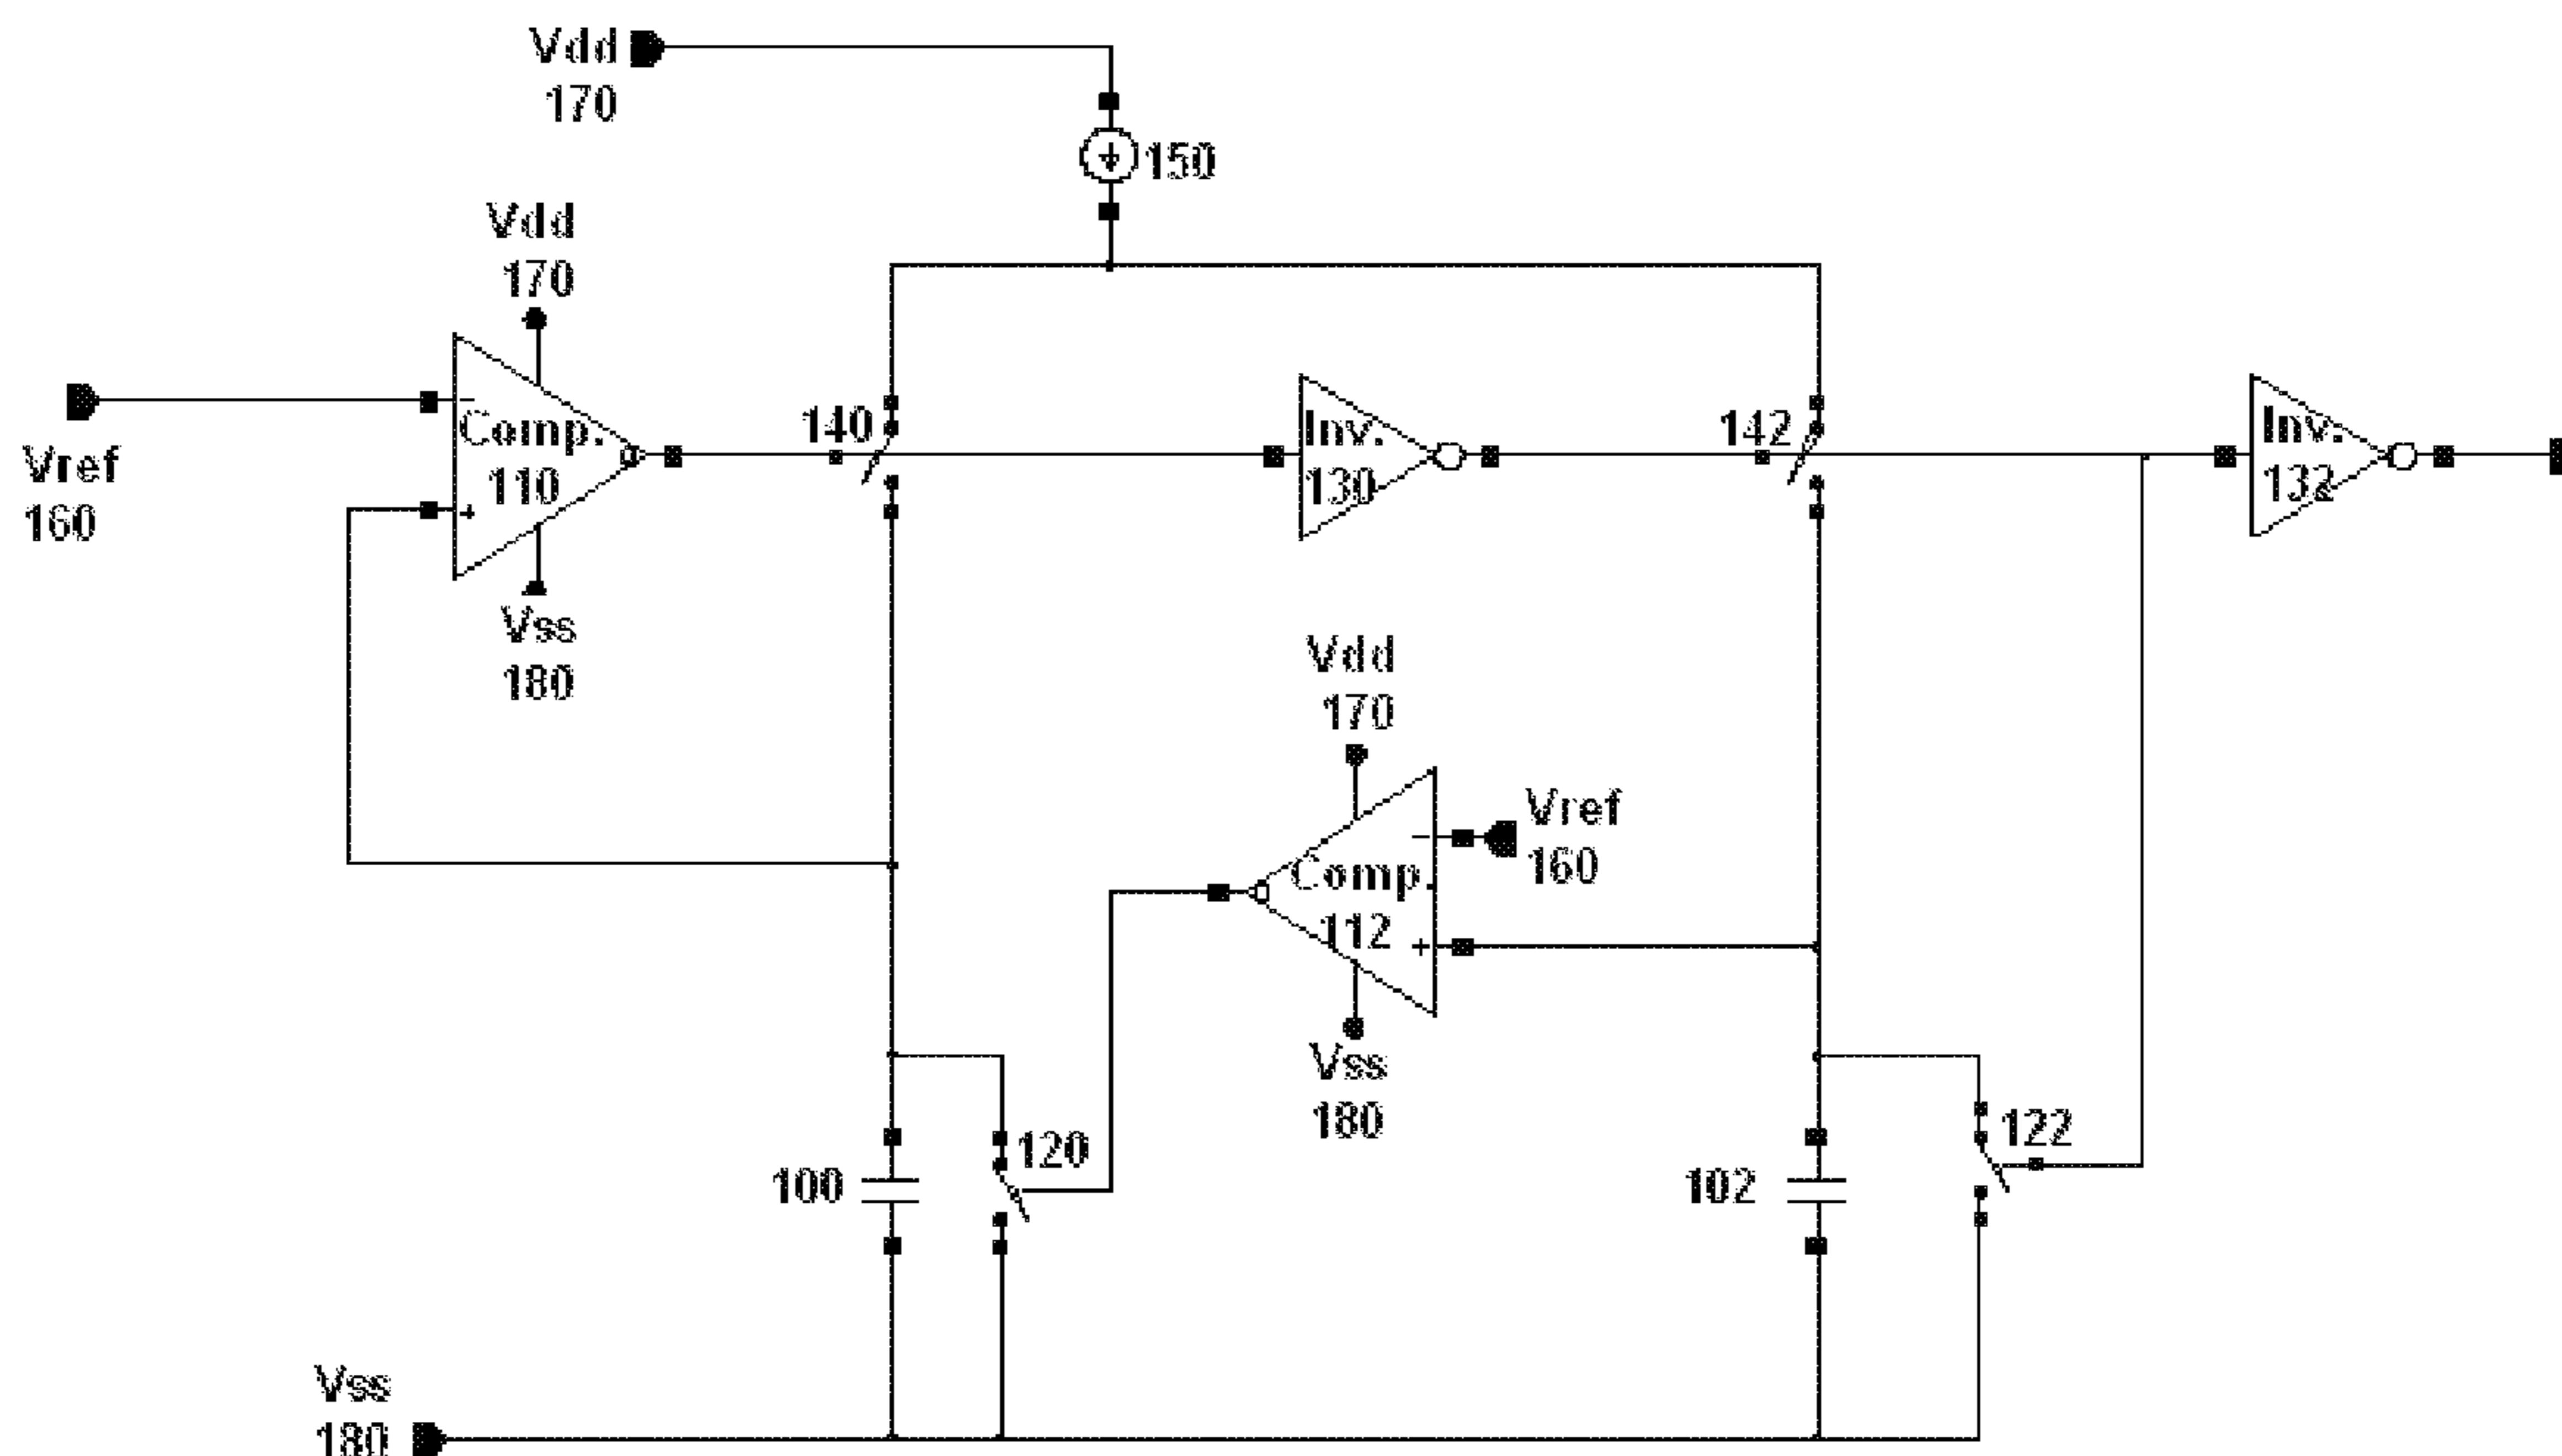 Vdd
170
150
Vdd
170
Vref
160
-
Comp.
110
+
Vss
180
140
Inv.
130
142
Inv.
132
Vdd
170
-
Vref
160
Comp.
112
+
Vss
180
100
120
102
122
Vss
180